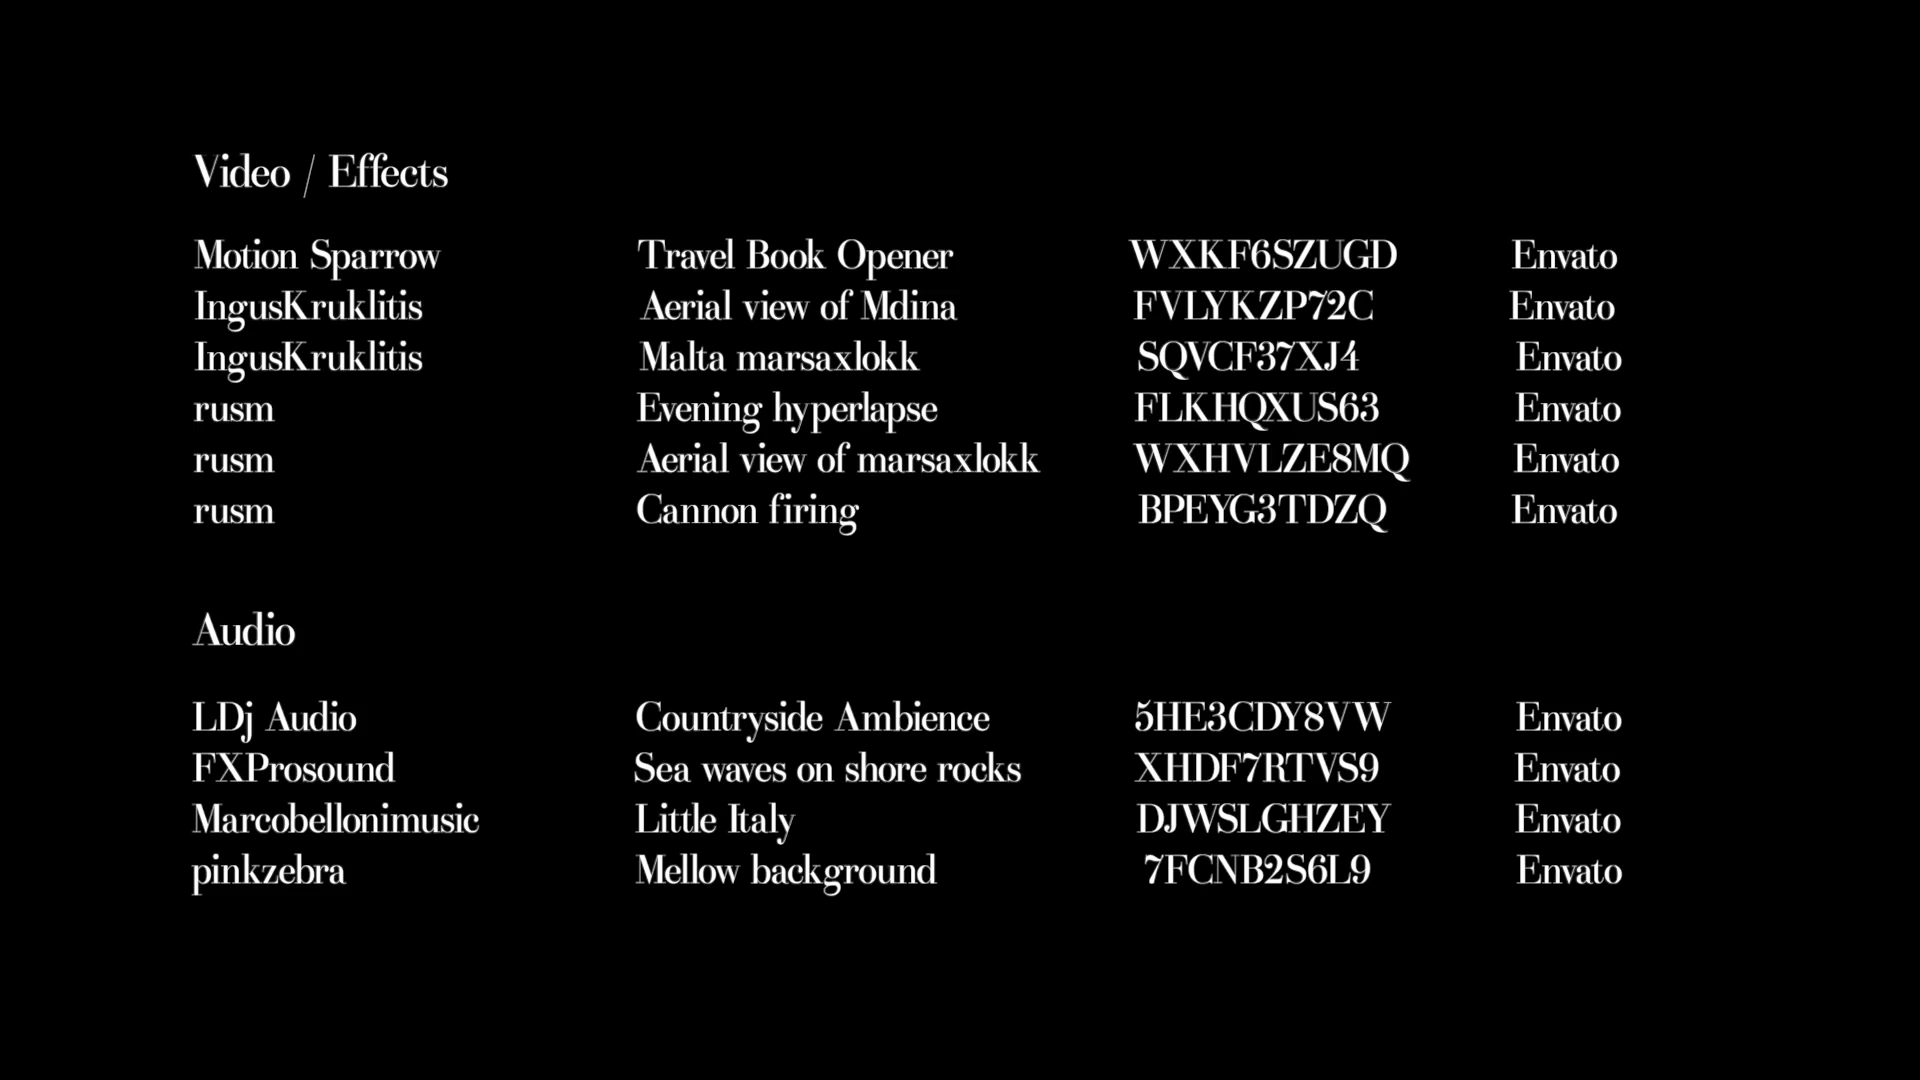 Video / Effects
Motion Sparrow Travel Book Opener WXKF6SZUGD Envato
IngusKruklitis Aerial view of Mdina FVLYKZP72C Envato
IngusKruklitis Malta marsaxlokk SQVCF37XJ4 Envato
rusm Evening hyperlapse FLKHQXUS63 Envato
rusm Aerial view of marsaxlokk WXHVLZE8MQ Envato
rusm Cannon firing BPEYG3TDZQ Envato
Audio
LDj Audio Countryside Ambience 5HE3CDY8VW Envato
FXProsound Sea waves on shore rocks XHDF7RTVS9 Envato
Marcobellonimusic Little Italy DJWSLGHZEY Envato
pinkzebra Mellow background 7FCNB2S6L9 Envato